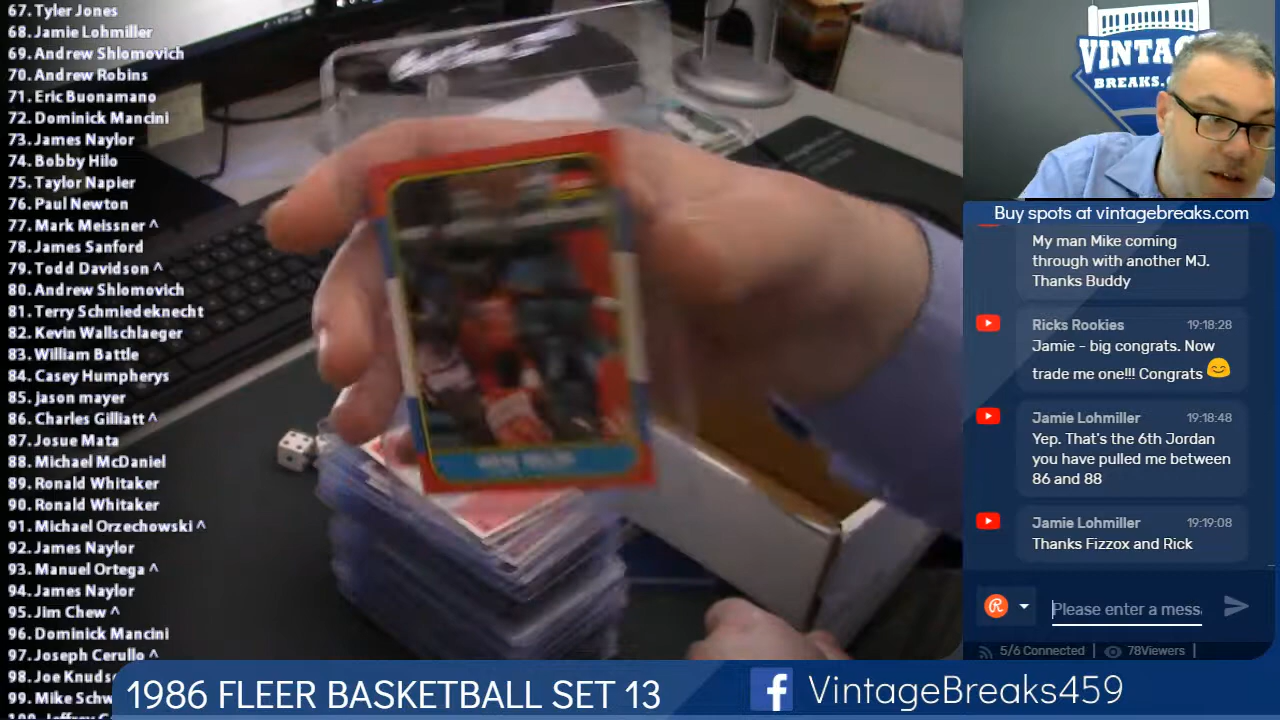 67. Tyler Jones
68. Jamie Lohmiller
69. Andrew Shlomovich
70. Andrew Robins
71. Eric Buonamano
72. Dominick Mancini
73. James Naylor
74. Bobby Hilo
75. Taylor Napier
76. Paul Newton
77. Mark Meissner ^
78. James Sanford
79. Todd Davidson ^
80. Andrew Shlomovich
81. Terry Schmiedeknecht
82. Kevin Wallschlaeger
83. William Battle
84. Casey Humpherys
85. jason mayer
86. Charles Gilliatt ^
87. Josue Mata
88. Michael McDaniel
89. Ronald Whitaker
90. Ronald Whitaker
91. Michael Orzechowski ^
92. James Naylor
93. Manuel Ortega ^
94. James Naylor
95. Jim Chew ^
96. Dominick Mancini
97. Joseph Cerullo ^
98. Joe
99. Mike
VINTAG
BREAKS.
Buy spots at vintagebreaks.com
My man Mike coming
through with another MJ.
Thanks Buddy
Ricks Rookies 19:18:28
Jamie - big congrats. Now
trade me one!!! Congrats
Jamie Lohmiller 19:18:48
Yep. That's the 6th Jordan
you have pulled me between
86 and 88
Jamie Lohmiller 19:19:08
Thanks Fizzox and Rick
Please enter a mess
5/6 Connected | 78Viewers |
1986 FLEER BASKETBALL SET 13
f VintageBreaks459